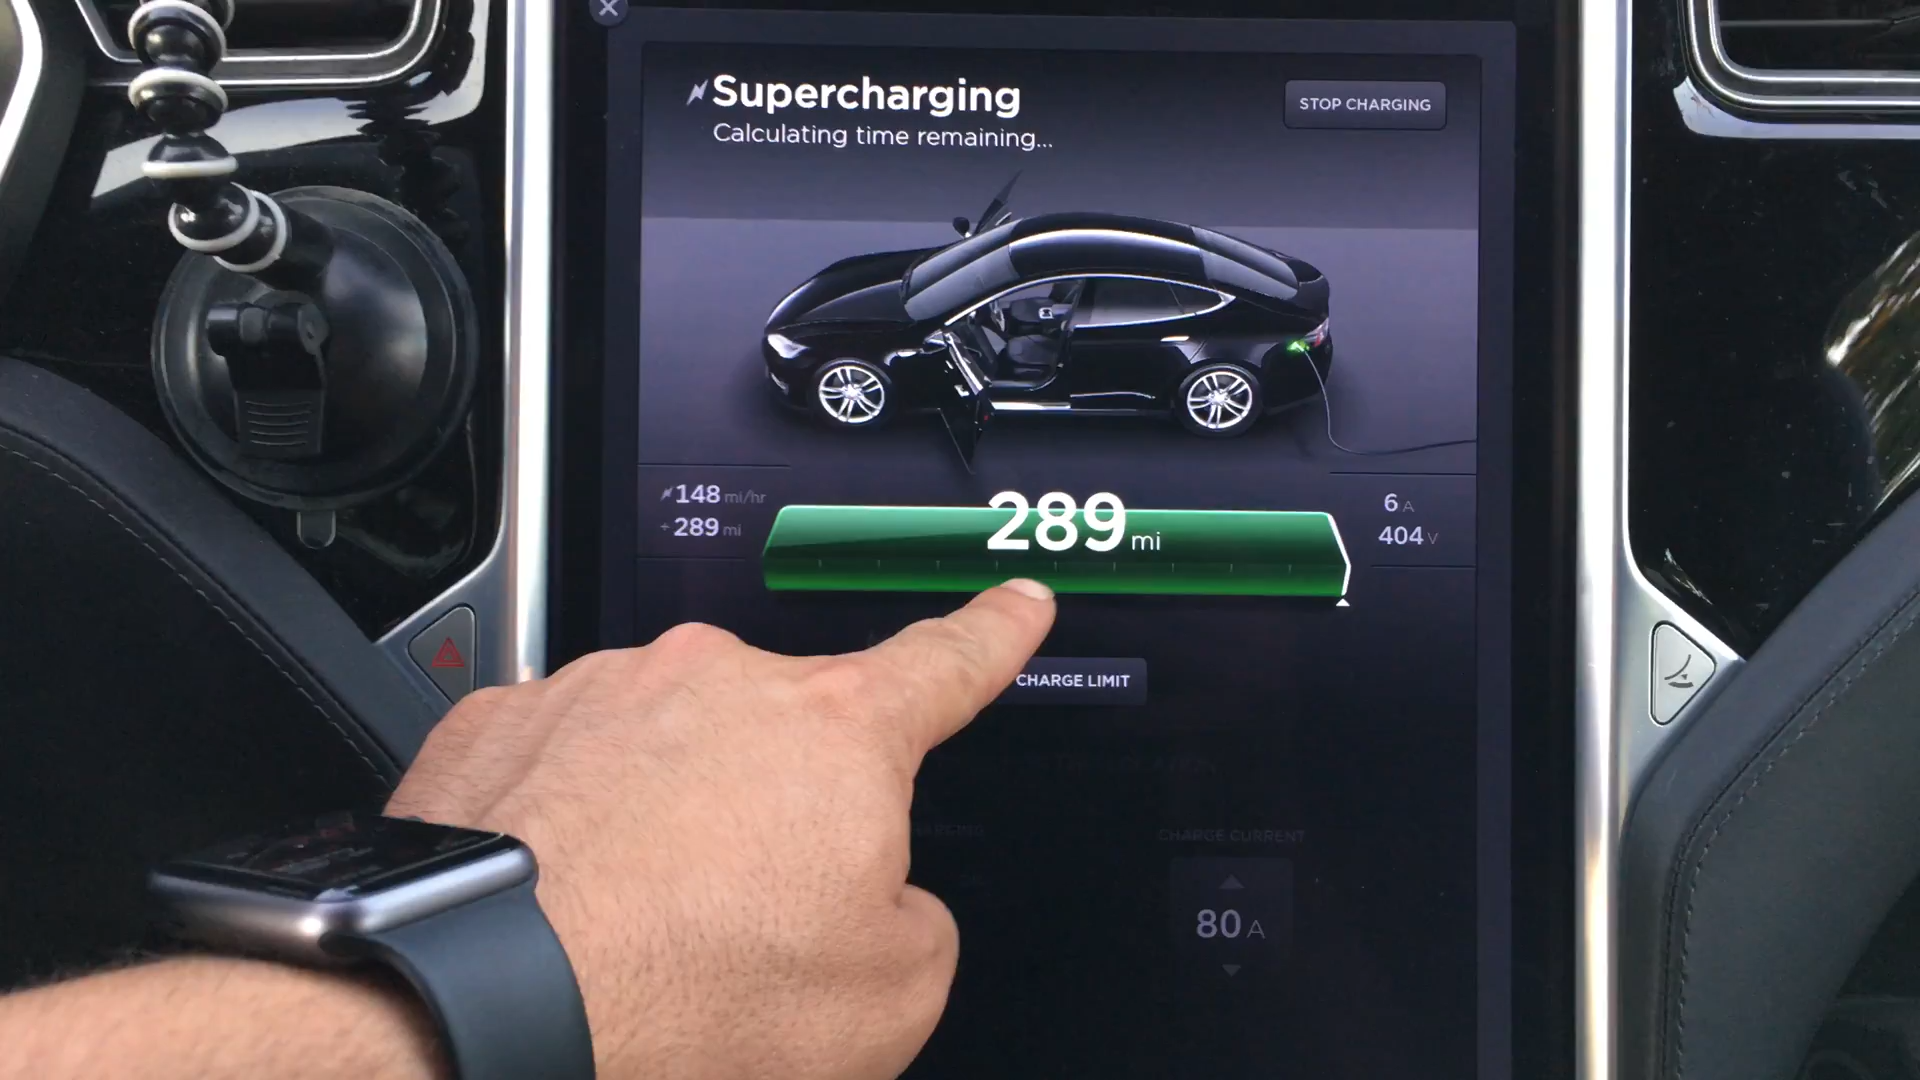 Supercharging
Calculating time remaining...
STOP CHARGING
148 mi/hr
+ 289 mi
289 mi
6 A
404 V
CHARGE LIMIT
CHARGE CURRENT
80 A